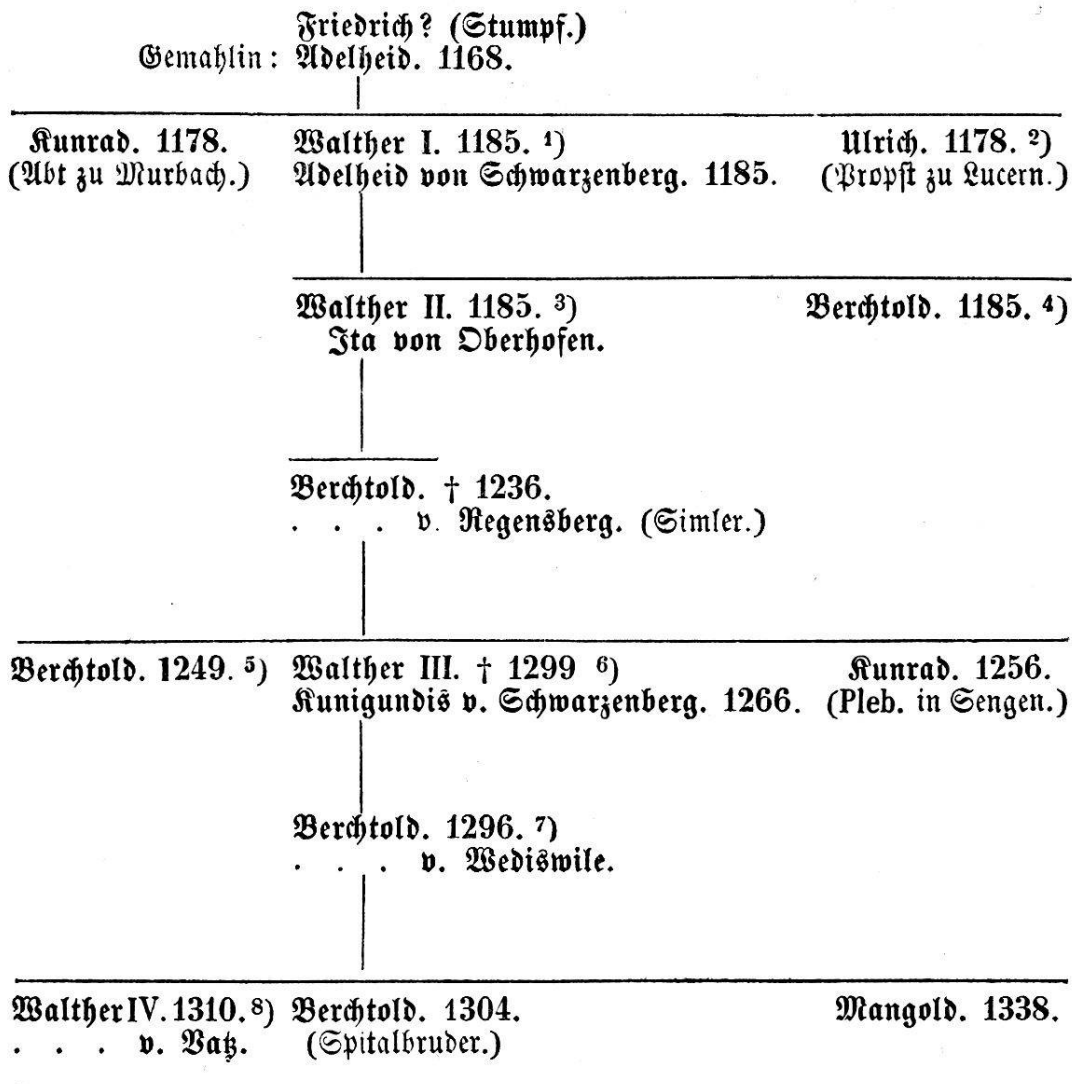 Friedrich? (Stumpf.)
Gemahlin: Adelheid. 1168.
Kunrad. 1178. Walther I. 1185. ¹) Ulrich. 1178. ²)
(Abt zu Murbach.) Adelheid von Schwarzenberg. 1185. (Propst zu Lucern.)
Walther II. 1185. ³) Berchtold. 1185. ⁴)
Ita von Oberhofen.
Berchtold. † 1236.
. . . v. Regensberg. (Simler.)
Berchtold. 1249. ⁵) Walther III. † 1299 ⁶) Kunrad. 1256.
Kunigundis v. Schwarzenberg. 1266. (Pleb. in Sengen.)
Berchtold. 1296. ⁷)
. . . v. Wediswile.
Walther IV. 1310. ⁸) Berchtold. 1304. Mangold. 1338.
. . . v. Vatz. (Spitalbruder.)